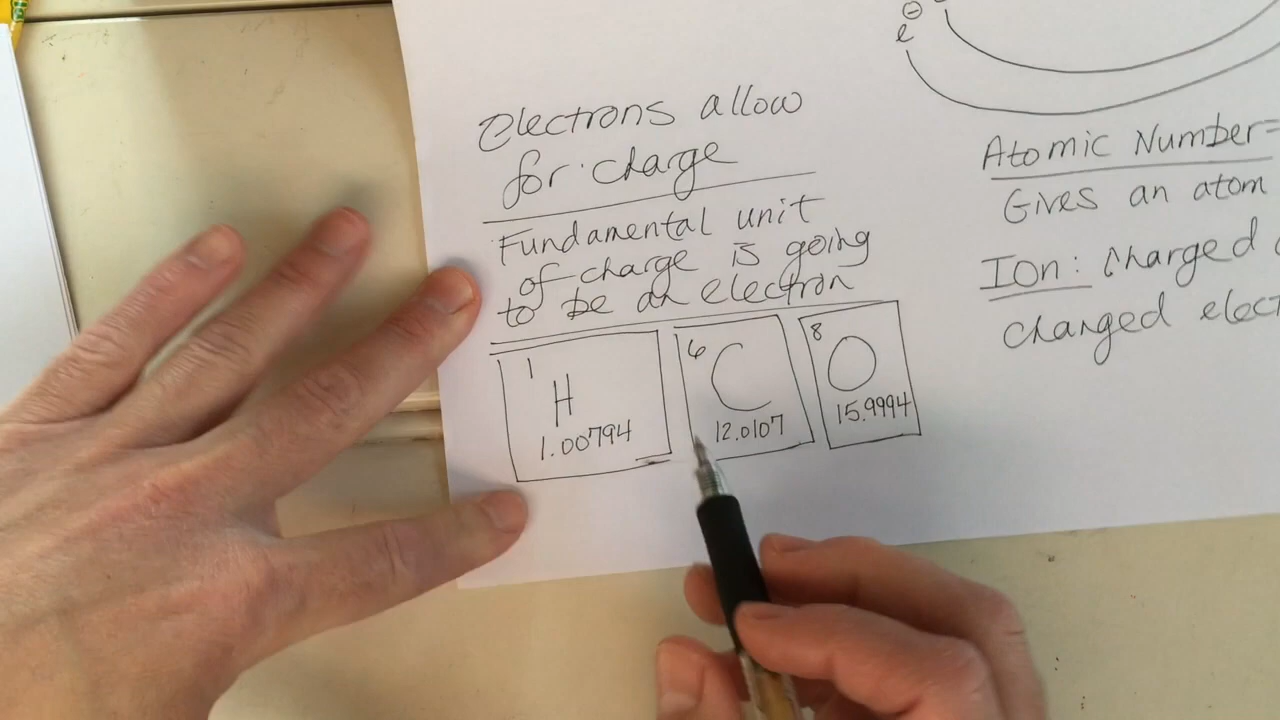 electrons allow
for charge
Fundamental unit
of charge is going
to be an electron
1
H
1.00794
6
C
12.0107
8
O
15.9994
e
Atomic Number=
Gives an atom
Ion: Charged
changed elect